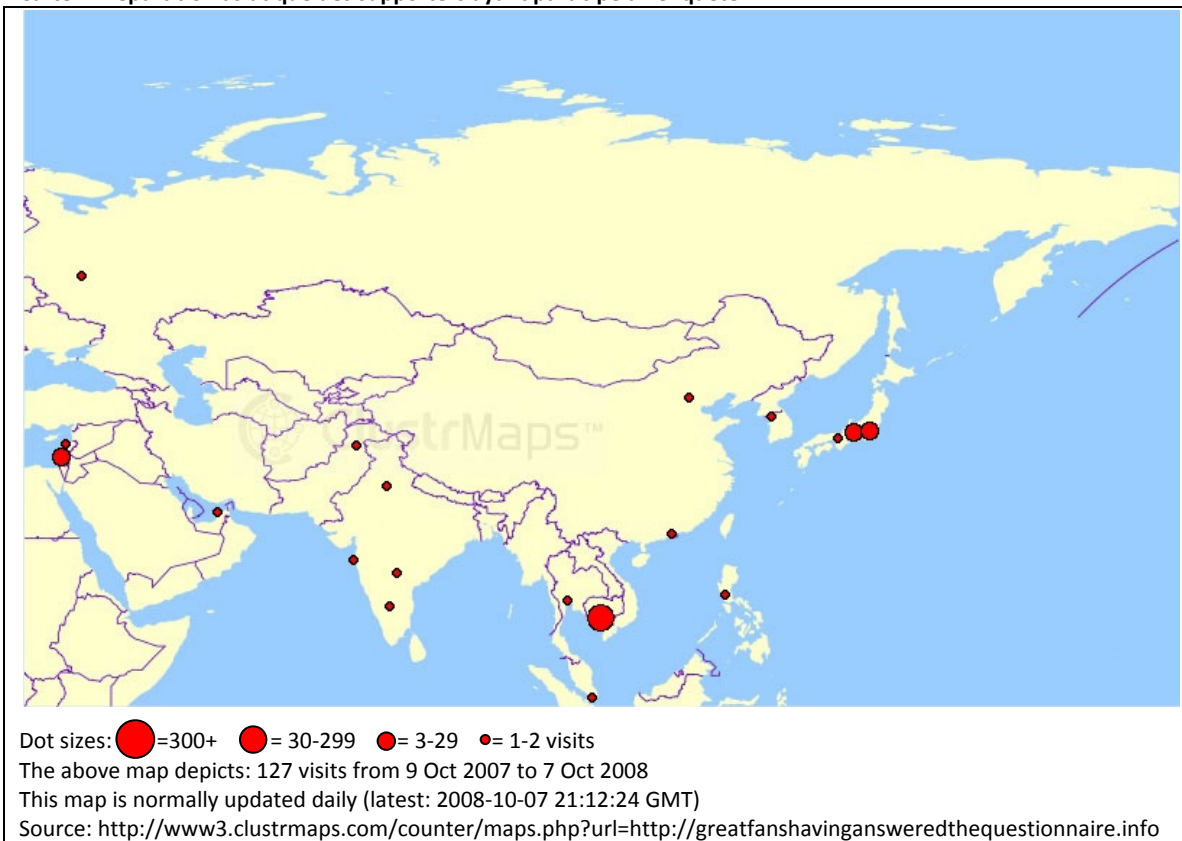 ClustrMaps™
Dot sizes: =300+ = 30-299 = 3-29 = 1-2 visits
The above map depicts: 127 visits from 9 Oct 2007 to 7 Oct 2008
This map is normally updated daily (latest: 2008-10-07 21:12:24 GMT)
Source: http://www3.clustrmaps.com/counter/maps.php?url=http://greatfanshavingansweredthequestionnaire.info